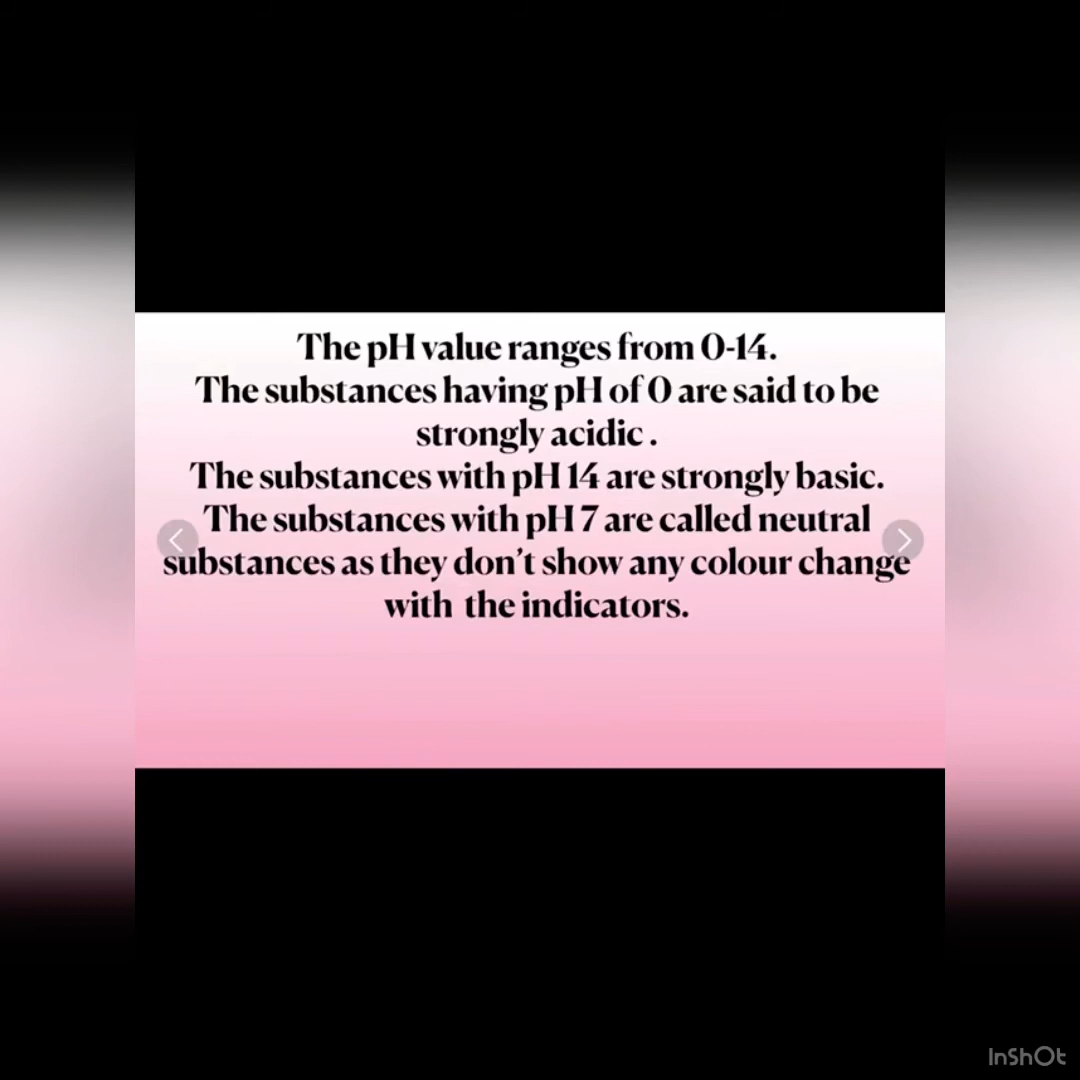 The pH value ranges from 0-14.
The substances having pH of 0 are said to be
strongly acidic .
The substances with pH 14 are strongly basic.
The substances with pH 7 are called neutral
substances as they don't show any colour change
with the indicators.
InShOt